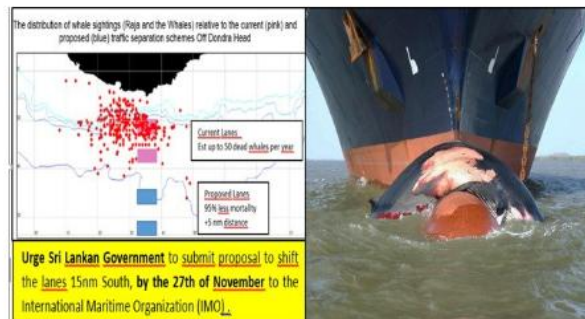 The distribution of whale sightings (Raja and the Whales) relative to the current (pink) and
proposed (blue) traffic separation schemes Off Dondra Head
Current Lanes
Est up to 50 dead whales per year
Proposed Lanes
95% less mortality
+5 nm distance
Urge Sri Lankan Government to submit proposal to shift
the lanes 15nm South, by the 27th of November to the
International Maritime Organization (IMO) .